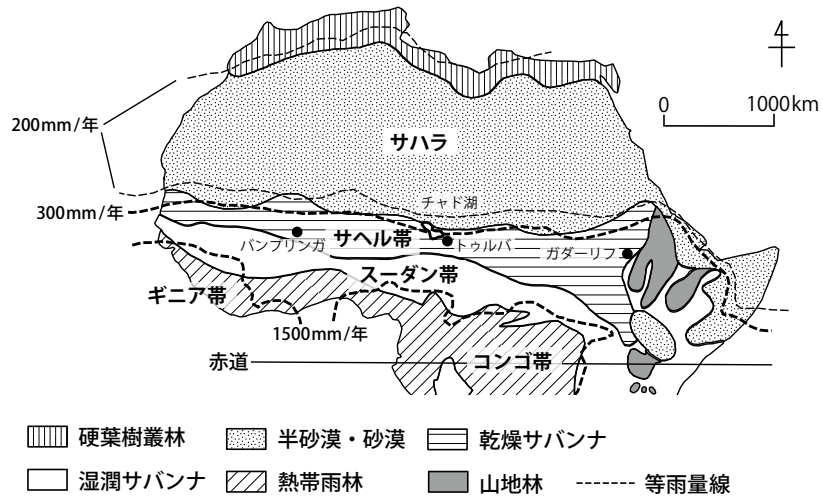 0 1000km
200mm/年
サハラ
チャド湖
300mm/年
バンプリンガ
サヘル帯
トゥルバ
ガダーリフ
スーダン帯
ギニア帯
1500mm/年
赤道
コンゴ帯
硬葉樹叢林 半砂漠・砂漠 乾燥サバンナ
湿潤サバンナ 熱帯雨林 山地林 等雨量線